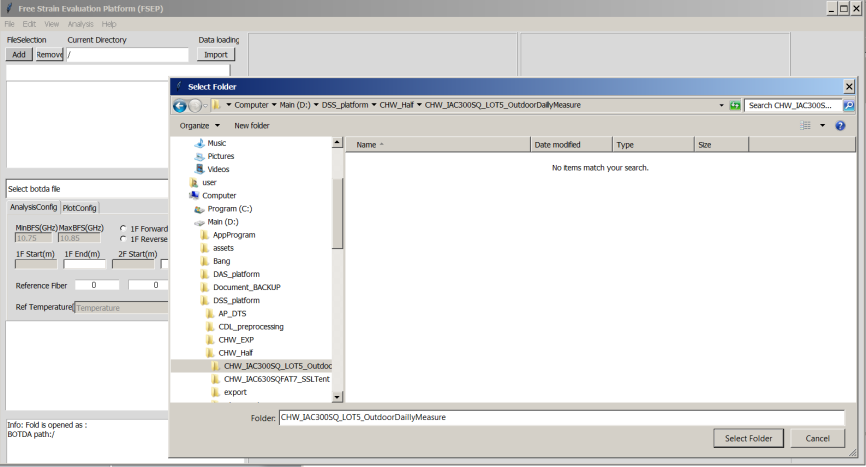 Free Strain Evaluation Platform (FSEP)
File Edit View Analysis Help
FileSelection Current Directory Data loading
Add Remove / Import
Select Folder
Computer Main (D:) DSS_platform CHW_Half CHW_IAC300SQ_LOT5_OutdoorDaillyMeasure Search CHW_IAC300S...
Organize New folder
Name Date modified Type Size
No items match your search.
Music
Pictures
Videos
user
Computer
Program (C:)
Main (D:)
AppProgram
assets
Bang
DAS_platform
Document_BACKUP
DSS_platform
AP_DTS
CDL_preprocessing
CHW_EXP
CHW_Half
CHW_IAC300SQ_LOT5_Outdoc
CHW_IAC630SQFAT7_SSLTent
export
Folder: CHW_IAC300SQ_LOT5_OutdoorDaillyMeasure
Select Folder Cancel
Select botda file
AnalysisConfig PlotConfig
MinBFS(GHz) MaxBFS(GHz) 1F Forward
10.75 10.85 1F Reverse
1F Start(m) 1F End(m) 2F Start(m)
Reference Fiber 0 0
Ref Temperature Temperature
Info: Fold is opened as :
BOTDA path:/